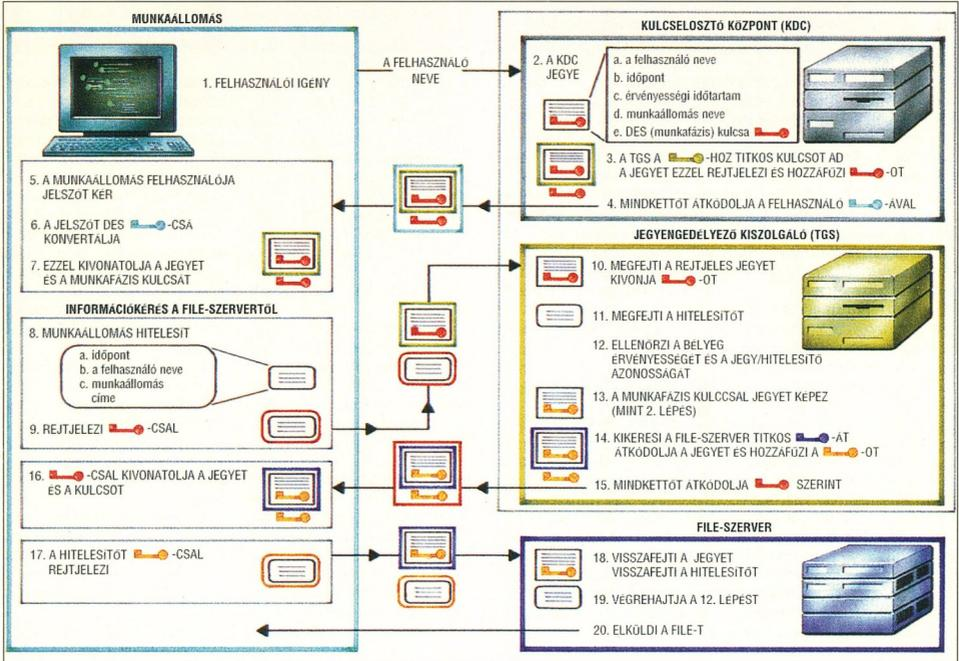 MUNKAÁLLOMÁS
1. FELHASZNÁLÓI IGÉNY
A FELHASZNÁLÓ
NEVE
KULCSELOSZTÓ KÖZPONT (KDC)
2. A KDC
JEGYE
a. a felhasználó neve
b. időpont
c. érvényességi időtartam
d. munkaállomás neve
e. DES (munkafázis) kulcsa
3. A TGS A -HOZ TITKOS KULCSOT AD
A JEGYET EZZEL REJTJELEZI ÉS HOZZÁFŰZI -OT
4. MINDKETTŐT ÁTKÓDOLJA A FELHASZNÁLÓ -ÁVAL
5. A MUNKAÁLLOMÁS FELHASZNÁLÓJA
JELSZÓT KÉR
6. A JELSZÓT DES -CSÁ
KONVERTÁLJA
7. EZZEL KIVONATOLJA A JEGYET
ÉS A MUNKAFÁZIS KULCSAT
INFORMÁCIÓKÉRÉS A FILE-SZERVERTŐL
8. MUNKAÁLLOMÁS HITELESÍT
a. időpont
b. a felhasználó neve
c. munkaállomás
címe
9. REJTJELEZI -CSAL
JEGYENGEDÉLYEZŐ KISZOLGÁLÓ (TGS)
10. MEGFEJTI A REJTJELES JEGYET
KIVONJA -OT
11. MEGFEJTI A HITELESÍTŐT
12. ELLENŐRZI A BÉLYEG
ÉRVÉNYESSÉGÉT ÉS A JEGY/HITELESÍTŐ
AZONOSSÁGÁT
13. A MUNKAFÁZIS KULCCSAL JEGYET KÉPEZ
(MINT 2. LÉPÉS)
14. KIKERESI A FILE-SZERVER TITKOS -ÁT
ÁTKÓDOLJA A JEGYET ÉS HOZZÁFŰZI A -OT
15. MINDKETTŐT ÁTKÓDOLJA SZERINT
16. -CSAL KIVONATOLJA A JEGYET
ÉS A KULCSOT
17. A HITELESÍTŐT -CSAL
REJTJELEZI
FILE-SZERVER
18. VISSZAFEJTI A JEGYET
VISSZAFEJTI A HITELESÍTŐT
19. VÉGREHAJTJA A 12. LÉPÉST
20. ELKÜLDI A FILE-T